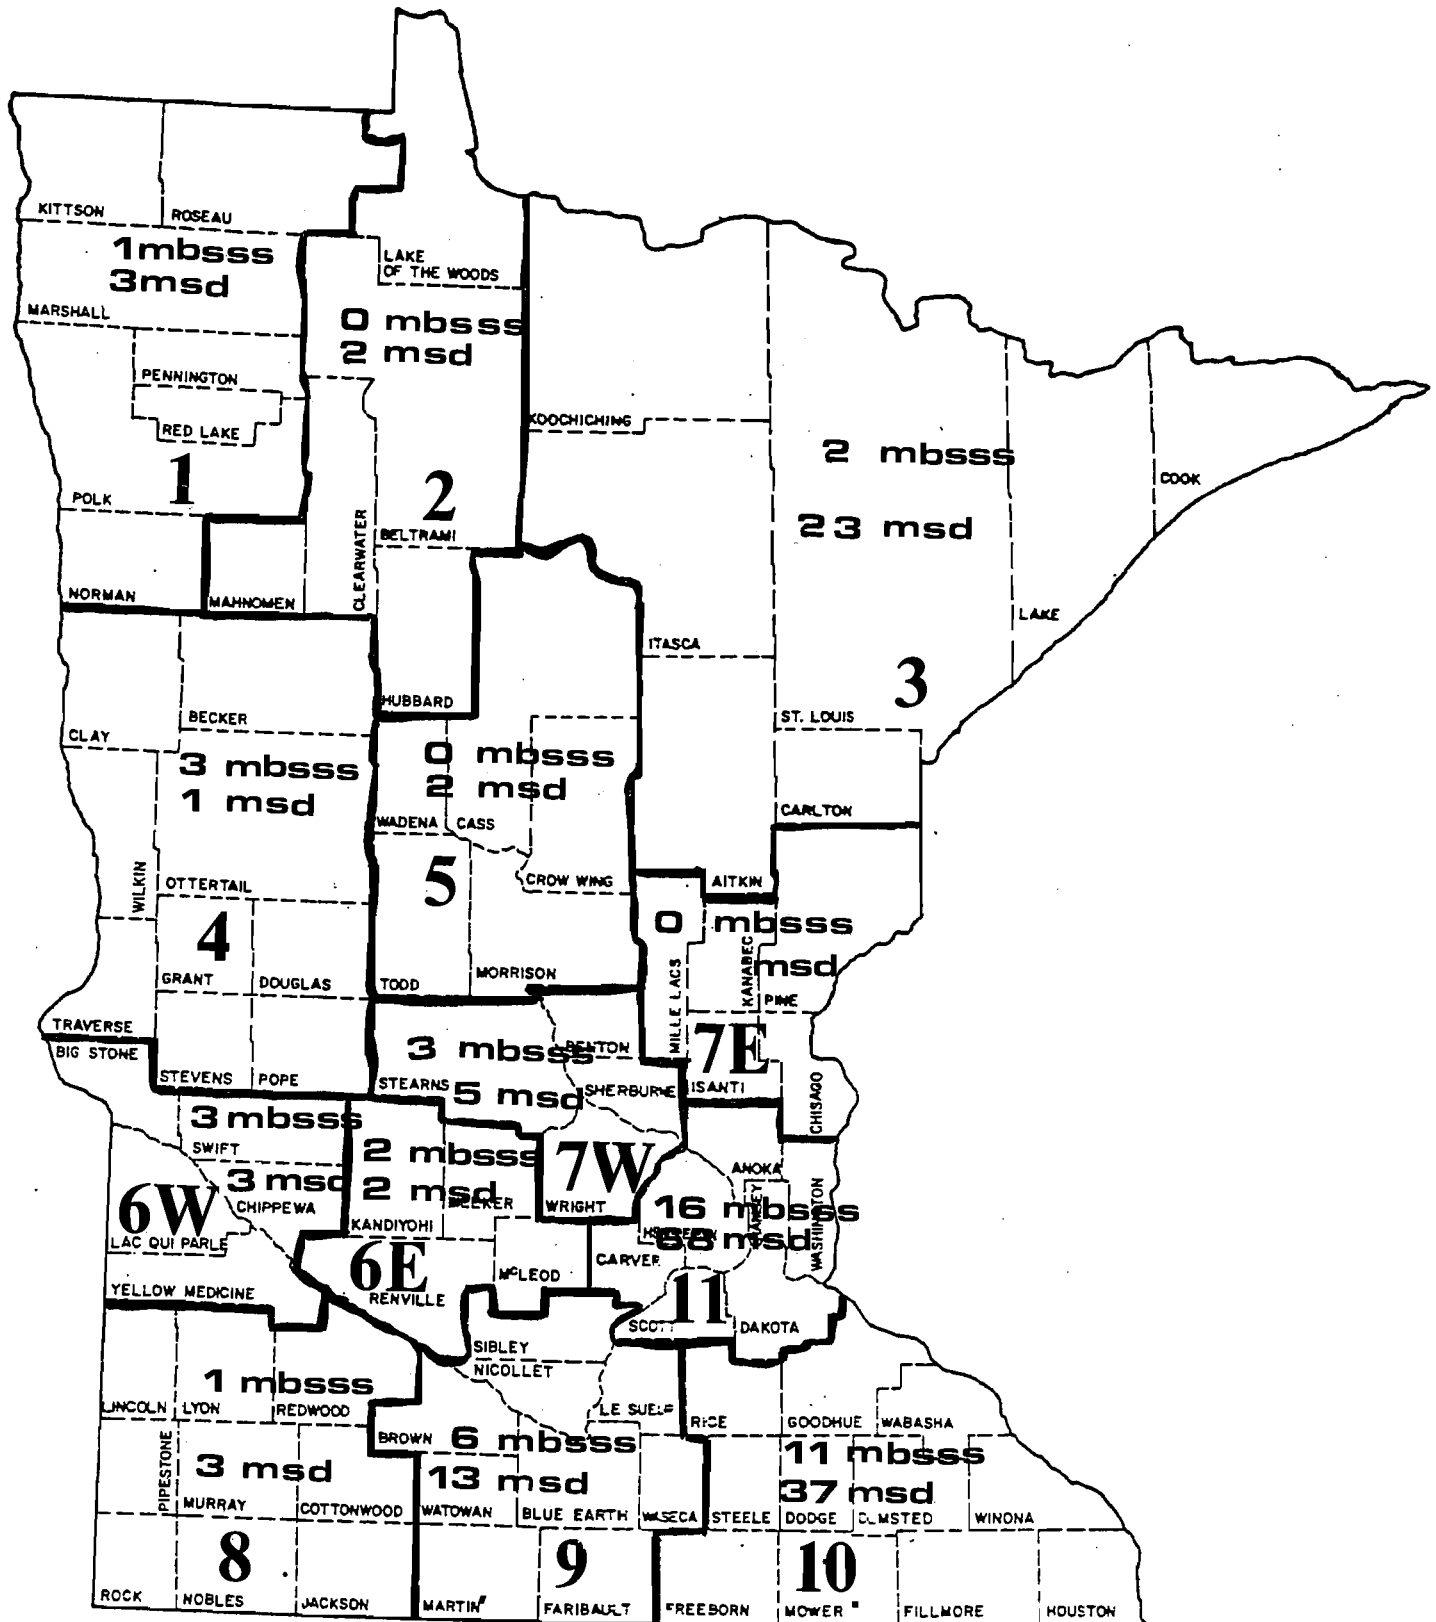 KITTSON
ROSEAU
1mbsss
3msd
MARSHALL
LAKE
OF THE WOODS
0 mbsss
2 msd
PENNINGTON
RED LAKE
1
POLK
2
BELTRAMI
CLEARWATER
NORMAN
MAHNOMEN
KOOCHICHING
2 mbsss
23 msd
COOK
LAKE
ITASCA
3
ST. LOUIS
HUBBARD
BECKER
CLAY
3 mbsss
1 msd
0 mbsss
2 msd
WADENA
CASS
CARLTON
WILKIN
OTTERTAIL
5
CROW WING
AITKIN
4
GRANT
DOUGLAS
TODD
MORRISON
0 mbsss
msd
MILLE LACS
KANABEC
PINE
7E
ISANTI
CHISAGO
TRAVERSE
BIG STONE
STEVENS
POPE
3 mbsss
BENTON
STEARNS
5 msd
SHERBURNE
3 mbsss
SWIFT
3 msd
CHIPPEWA
6W
LAC QUI PARLE
YELLOW MEDICINE
2 mbsss
2 msd
MEEKER
KANDIYOHI
7W
WRIGHT
6E
RENVILLE
McLEOD
ANOKA
16 mbsss
RAMSEY
HENNEPIN
68 msd
WASHINGTON
CARVER
11
SCOTT
DAKOTA
SIBLEY
NICOLLET
1 mbsss
LINCOLN
LYON
REDWOOD
LE SUEUR
RICE
GOODHUE
WABASHA
BROWN
6 mbsss
13 msd
11 mbsss
37 msd
PIPESTONE
3 msd
MURRAY
COTTONWOOD
WATOWAN
BLUE EARTH
WASECA
STEELE
DODGE
OLMSTED
WINONA
8
9
10
ROCK
NOBLES
JACKSON
MARTIN
FARIBAULT
FREEBORN
MOWER
FILLMORE
HOUSTON